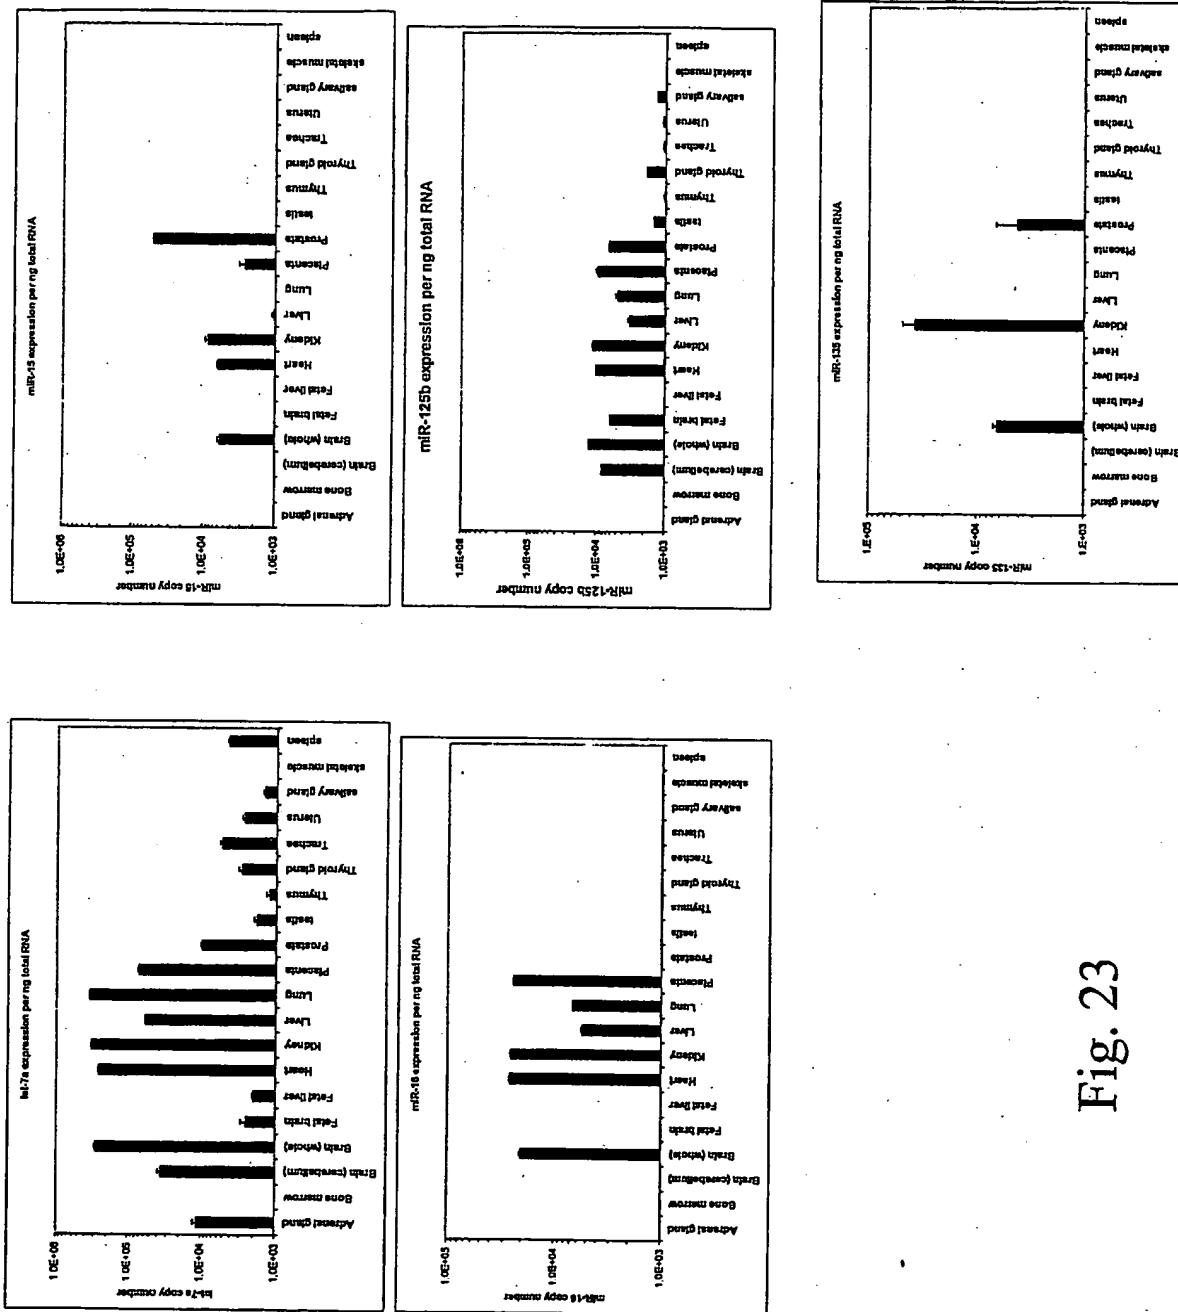 let-7a expression per ng total RNA
let-7a copy number
1.0E+06
1.0E+05
1.0E+04
1.0E+03
Adrenal gland
Bone marrow
Brain (cerebellum)
Brain (whole)
Fetal brain
Fetal liver
Heart
Kidney
Liver
Lung
Placenta
Prostate
testis
Thymus
Thyroid gland
Trachea
Uterus
salivary gland
skeletal muscle
spleen
miR-15 expression per ng total RNA
miR-15 copy number
1.0E+06
1.0E+05
1.0E+04
1.0E+03
Adrenal gland
Bone marrow
Brain (cerebellum)
Brain (whole)
Fetal brain
Fetal liver
Heart
Kideny
Liver
Lung
Placenta
Prostate
testis
Thymus
Thyroid gland
Trachea
Uterus
salivary gland
skeletal muscle
spleen
miR-16 expression per ng total RNA
miR-16 copy number
1.0E+05
1.0E+04
1.0E+03
Adrenal gland
Bone marrow
Brain (cerebellum)
Brain (whole)
Fetal brain
Fetal liver
Heart
Kideny
Liver
Lung
Placenta
Prostate
testis
Thymus
Thyroid gland
Trachea
Uterus
salivary gland
skeletal muscle
spleen
miR-125b expression per ng total RNA
miR-125b copy number
1.0E+06
1.0E+05
1.0E+04
1.0E+03
Adrenal gland
Bone marrow
Brain (cerebellum)
Brain (whole)
Fetal brain
Fetal liver
Heart
Kideny
Liver
Lung
Placenta
Prostate
testis
Thymus
Thyroid gland
Trachea
Uterus
salivary gland
skeletal muscle
spleen
miR-135 expression per ng total RNA
miR-135 copy number
1.E+05
1.E+04
1.E+03
Adrenal gland
Bone marrow
Brain (cerebellum)
Brain (whole)
Fetal brain
Fetal liver
Heart
Kideny
Liver
Lung
Placenta
Prostate
testis
Thymus
Thyroid gland
Trachea
Uterus
salivary gland
skeletal muscle
spleen
Fig. 23